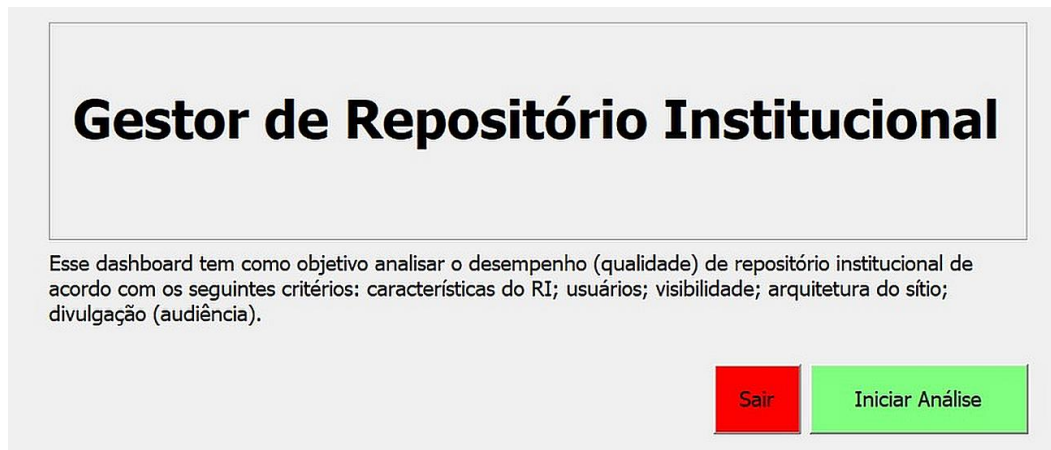 Gestor de Repositório Institucional
Esse dashboard tem como objetivo analisar o desempenho (qualidade) de repositório institucional de
acordo com os seguintes critérios: características do RI; usuários; visibilidade; arquitetura do sítio;
divulgação (audiência).
Sair
Iniciar Análise